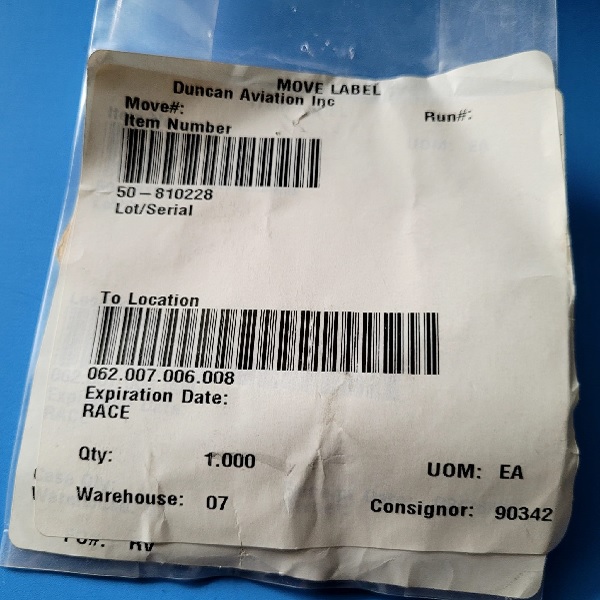 MOVE LABEL
Duncan Aviation Inc
Move#:
Run#:
Item Number
50-810228
Lot/Serial
To Location
062.007.006.008
Expiration Date:
RACE
Qty: 1.000
UOM: EA
Warehouse: 07
Consignor: 90342